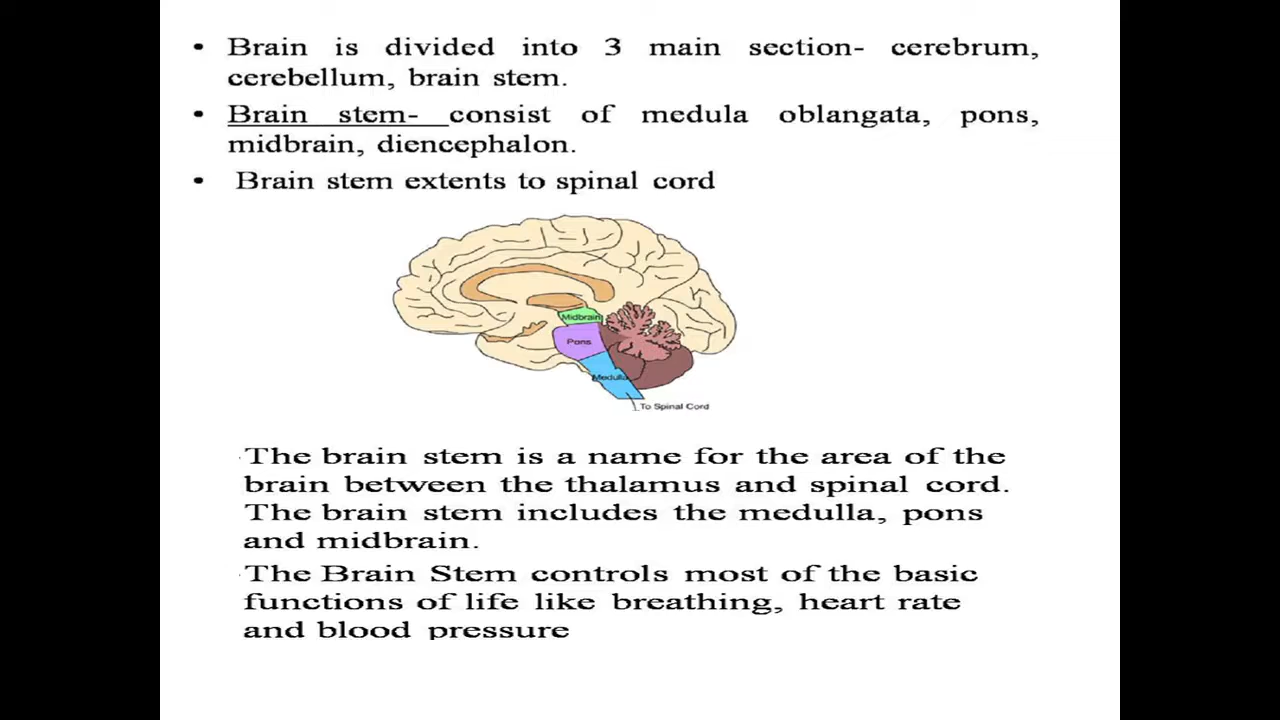 • Brain is divided into 3 main section- cerebrum,
cerebellum, brain stem.
• Brain stem- consist of medula oblangata, pons,
midbrain, diencephalon.
• Brain stem extents to spinal cord
Midbrain
Pons
Medulla
To Spinal Cord
The brain stem is a name for the area of the
brain between the thalamus and spinal cord.
The brain stem includes the medulla, pons
and midbrain.
The Brain Stem controls most of the basic
functions of life like breathing, heart rate
and blood pressure